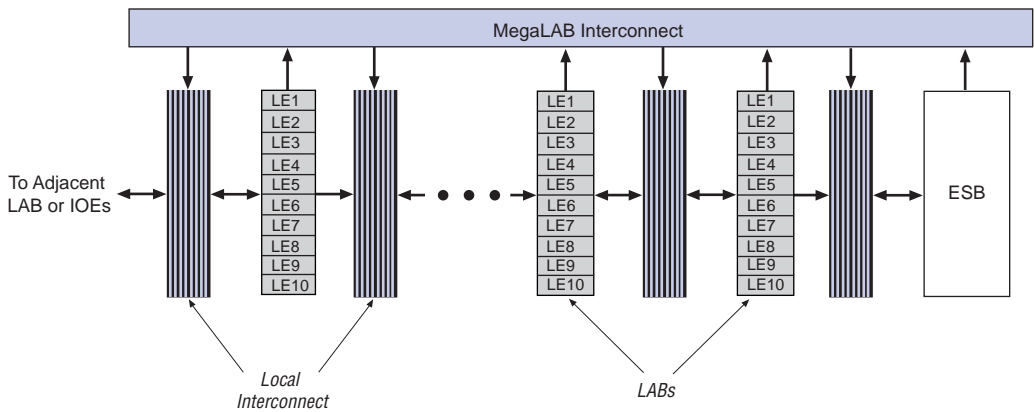 MegaLAB Interconnect
To Adjacent
LAB or IOEs
LE1
LE2
LE3
LE4
LE5
LE6
LE7
LE8
LE9
LE10
LE1
LE2
LE3
LE4
LE5
LE6
LE7
LE8
LE9
LE10
LE1
LE2
LE3
LE4
LE5
LE6
LE7
LE8
LE9
LE10
ESB
Local
Interconnect
LABs